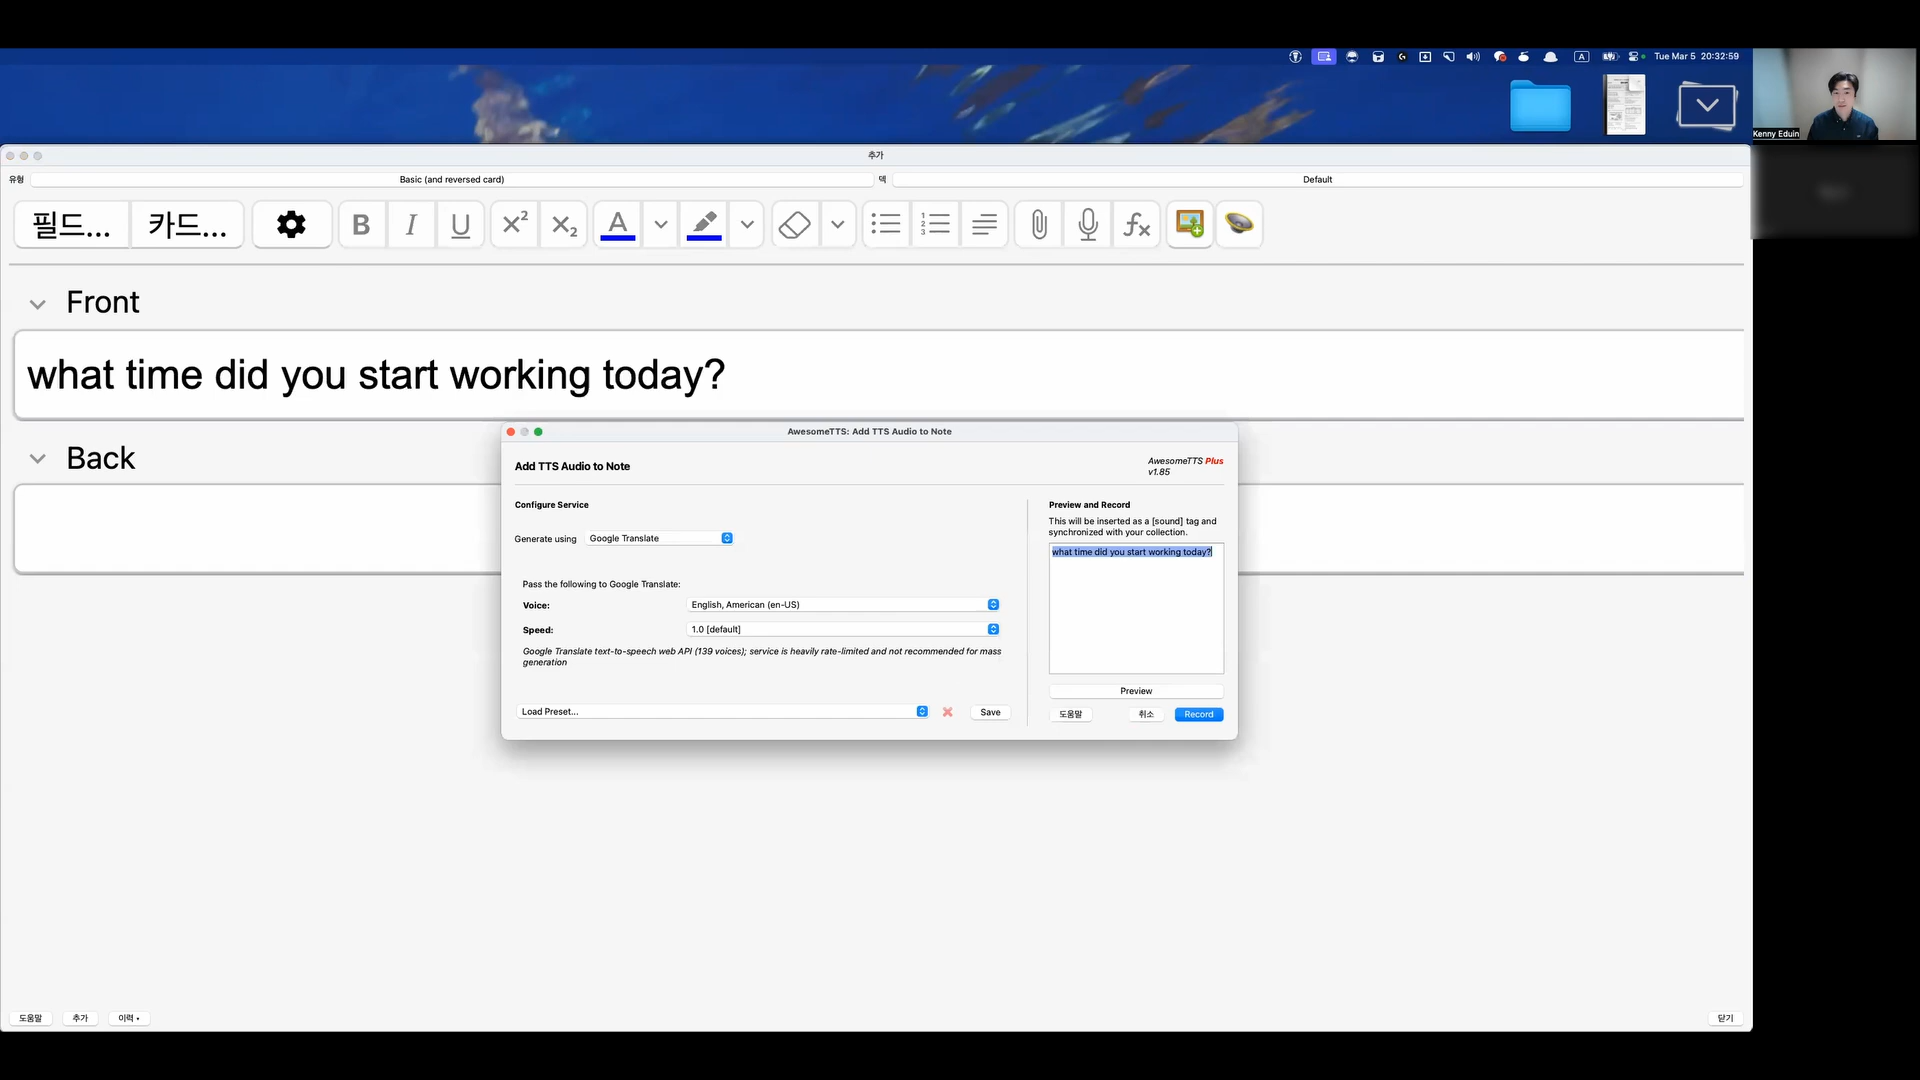 Tue Mar 5 20:32:59
Kenny Eduin
추가
유형 Basic (and reversed card) 덱 Default
필드... 카드...
Front
what time did you start working today?
Back
AwesomeTTS: Add TTS Audio to Note
Add TTS Audio to Note
AwesomeTTS Plus
v1.85
Configure Service
Generate using Google Translate
Pass the following to Google Translate:
Voice: English, American (en-US)
Speed: 1.0 [default]
Google Translate text-to-speech web API (139 voices); service is heavily rate-limited and not recommended for mass
generation
Load Preset... Save
Preview and Record
This will be inserted as a [sound] tag and
synchronized with your collection.
what time did you start working today?
Preview
도움말 취소 Record
도움말 추가 이력 닫기